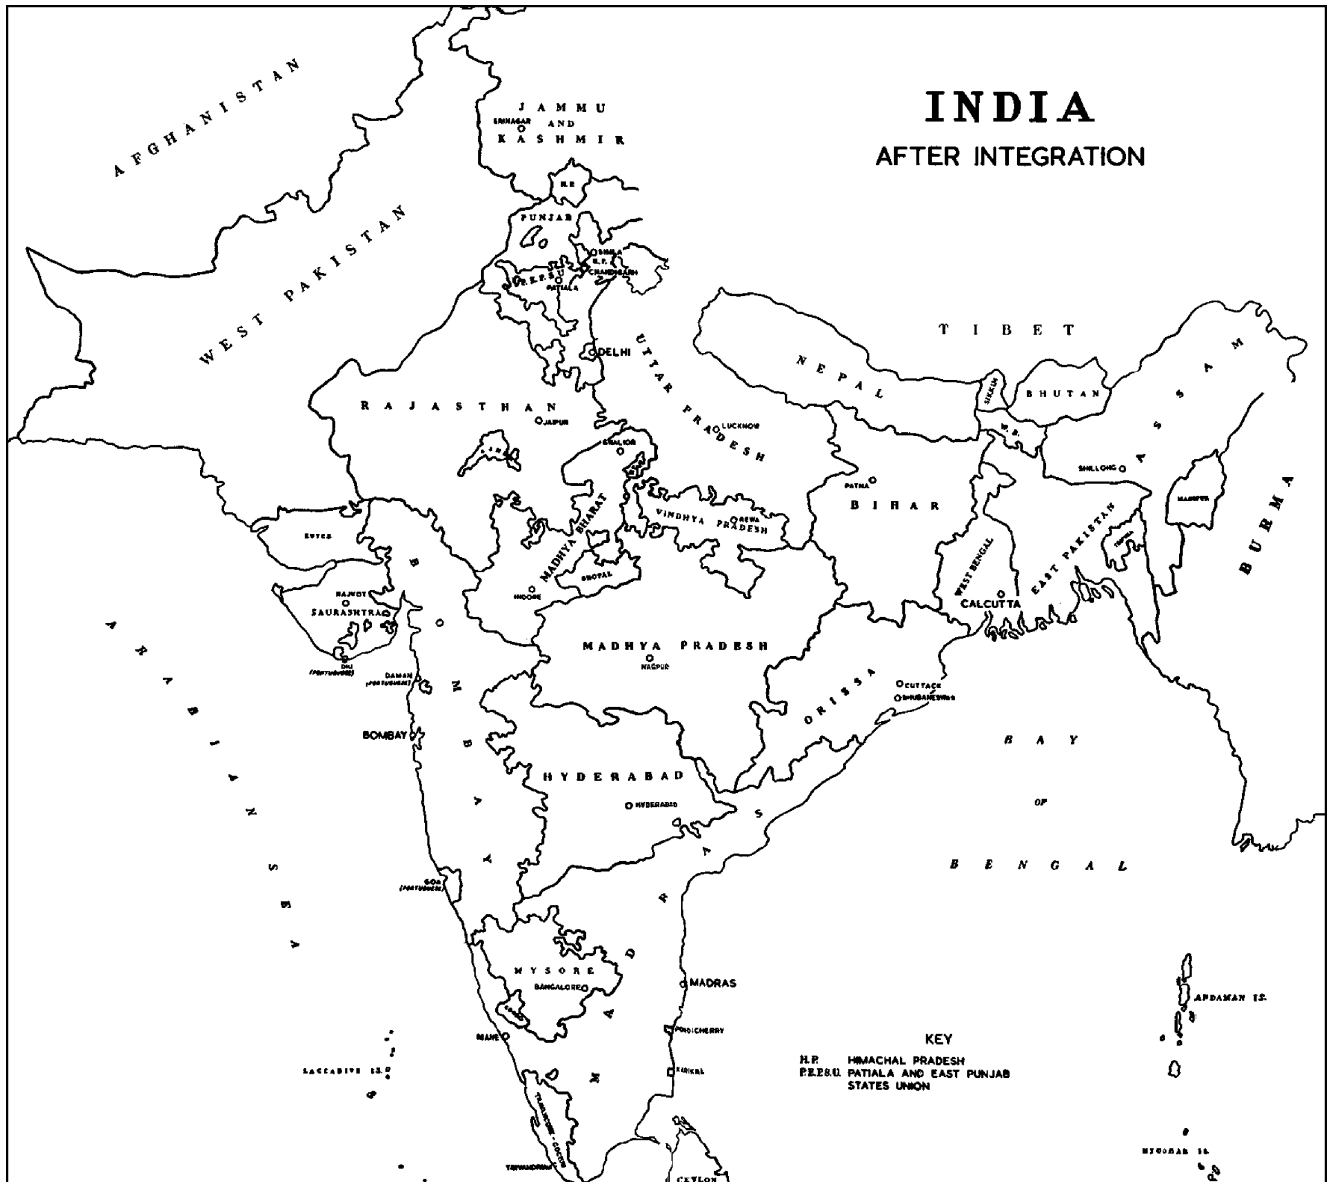 INDIA
AFTER INTEGRATION
AFGHANISTAN
WEST PAKISTAN
JAMMU
AND
KASHMIR
SRINAGAR
H.P.
PUNJAB
SIMLA
H.P.
CHANDIGARH
P.E.P.S.U.
PATIALA
DELHI
UTTAR PRADESH
TIBET
NEPAL
SIKKIM
BHUTAN
ASSAM
RAJASTHAN
JAIPUR
LUCKNOW
GWALIOR
W.B.
SHILLONG
PATNA
BIHAR
MANIPUR
BURMA
VINDHYA PRADESH
REWA
MADHYA BHARAT
EAST PAKISTAN
TRIPURA
WEST BENGAL
KUTCH
BHOPAL
INDORE
RAJKOT
SAURASHTRA
CALCUTTA
BOMBAY
MADHYA PRADESH
NAGPUR
DIU
(PORTUGUESE)
DAMAN
(PORTUGUESE)
ORISSA
CUTTACK
BHUBANESWAR
ARABIAN SEA
BOMBAY
BAY
OF
BENGAL
HYDERABAD
HYDERABAD
GOA
(PORTUGUESE)
MADRAS
MYSORE
BANGALORE
COORG
MADRAS
ANDAMAN IS.
MAHE
PONDICHERRY
KARIKAL
LACCADIVE IS.
KEY
H.P. HIMACHAL PRADESH
P.E.P.S.U. PATIALA AND EAST PUNJAB
STATES UNION
TRAVANCORE-COCHIN
TRIVANDRUM
NICOBAR IS.
CEYLON